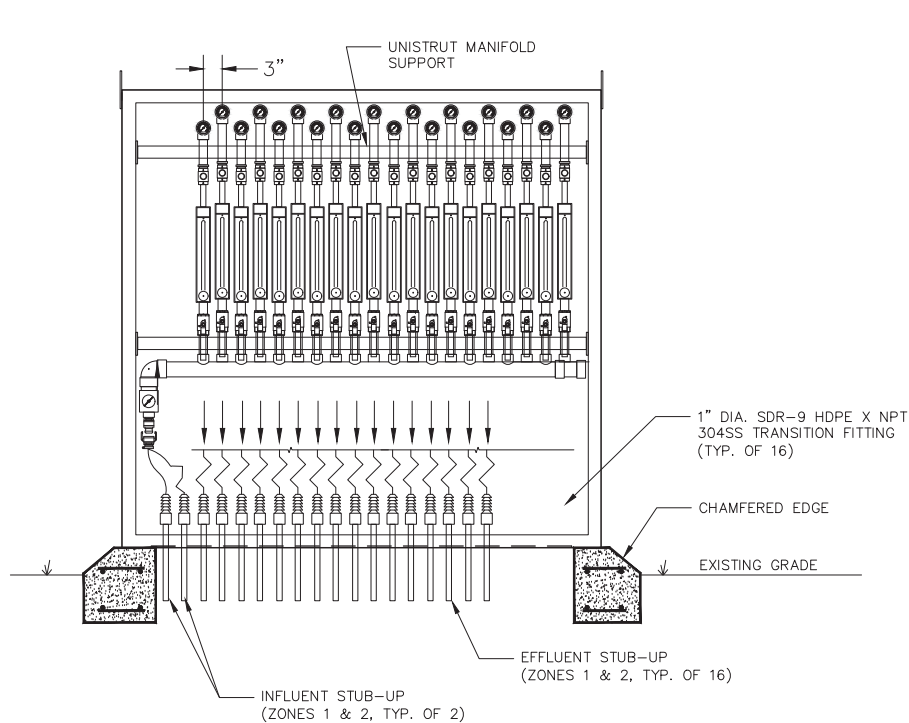 UNISTRUT MANIFOLD
SUPPORT
3"
1" DIA. SDR-9 HDPE X NPT
304SS TRANSITION FITTING
(TYP. OF 16)
CHAMFERED EDGE
EXISTING GRADE
EFFLUENT STUB-UP
(ZONES 1 & 2, TYP. OF 16)
INFLUENT STUB-UP
(ZONES 1 & 2, TYP. OF 2)